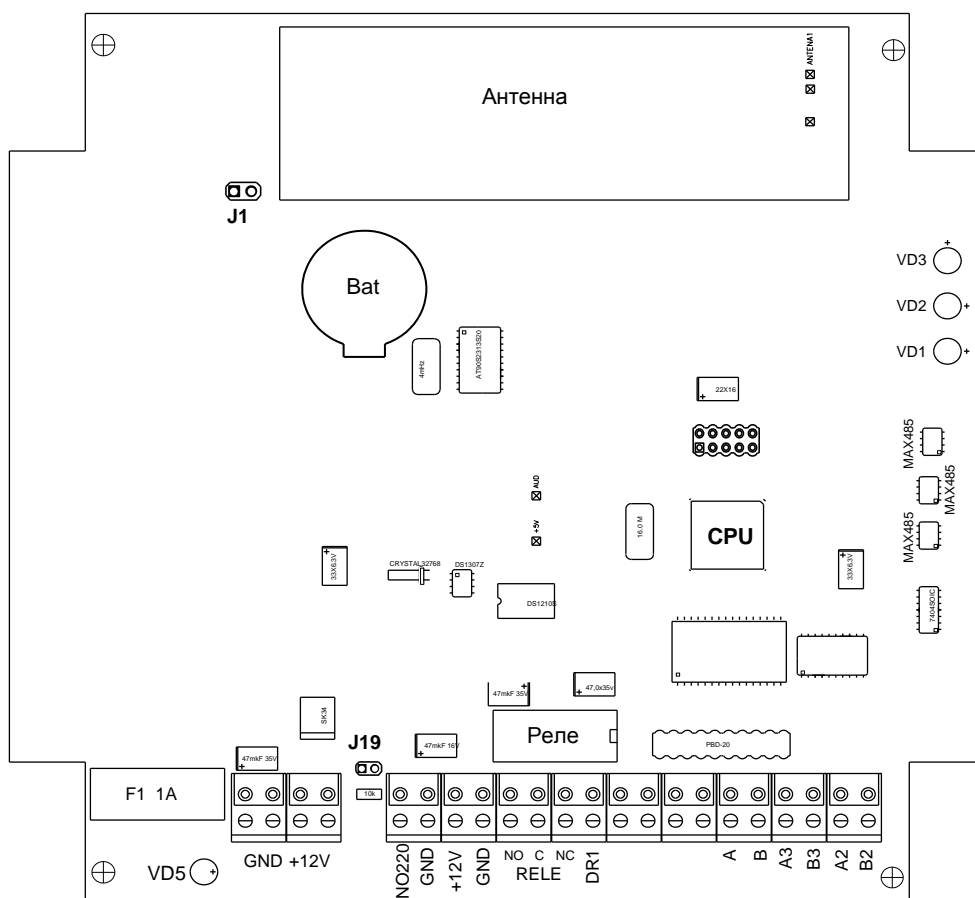 ANTENA1
Антенна
J1
Bat
VD3
VD2
VD1
4mHz
AT90S2313S20
22X16
MAX485
MAX485
MAX485
AUD
+5v
16.0 M
CPU
33X6.3V
CRYSTAL32768
DS1307Z
DS1210S
33X6.3V
7404SOIC
47mkF 35V
47,0x35v
SK34
Реле
PBD-20
J19
47mkF 16V
47mkF 35V
F1 1A
10k
GND +12V
VD5
NO220
GND
+12V
GND
NO C NC
RELE
DR1
A
B
A3
B3
A2
B2